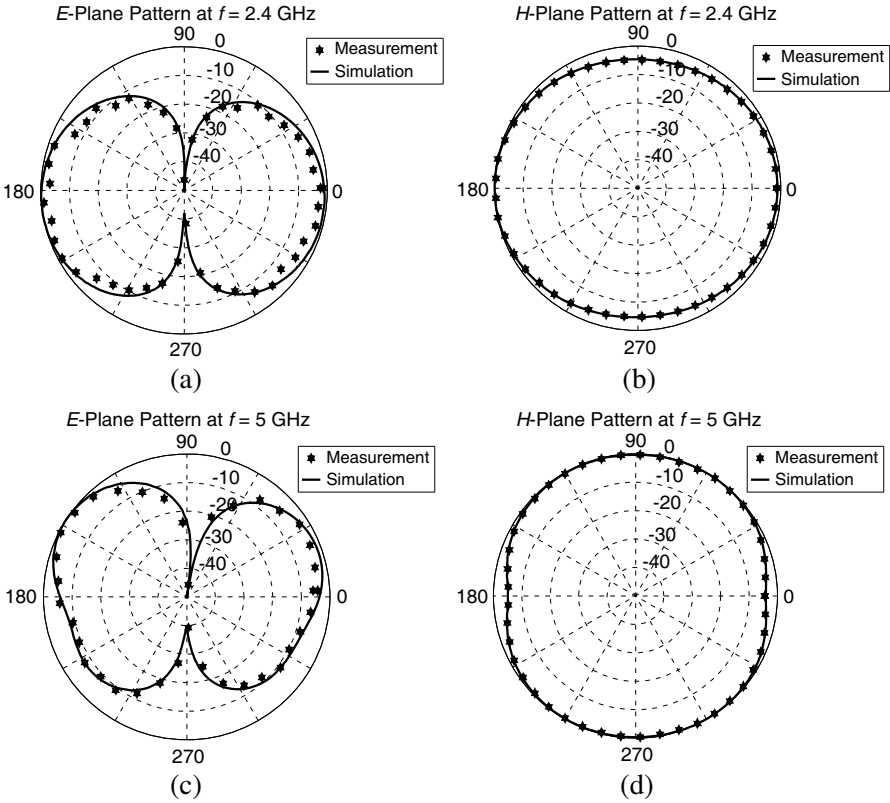 E-Plane Pattern at f = 2.4 GHz
90
0
-10
-20
-30
-40
180
0
270
Measurement
Simulation
(a)
H-Plane Pattern at f = 2.4 GHz
90
0
-10
-20
-30
-40
180
0
270
Measurement
Simulation
(b)
E-Plane Pattern at f = 5 GHz
90
0
-10
-20
-30
-40
180
0
270
Measurement
Simulation
(c)
H-Plane Pattern at f = 5 GHz
90
0
-10
-20
-30
-40
180
0
270
Measurement
Simulation
(d)